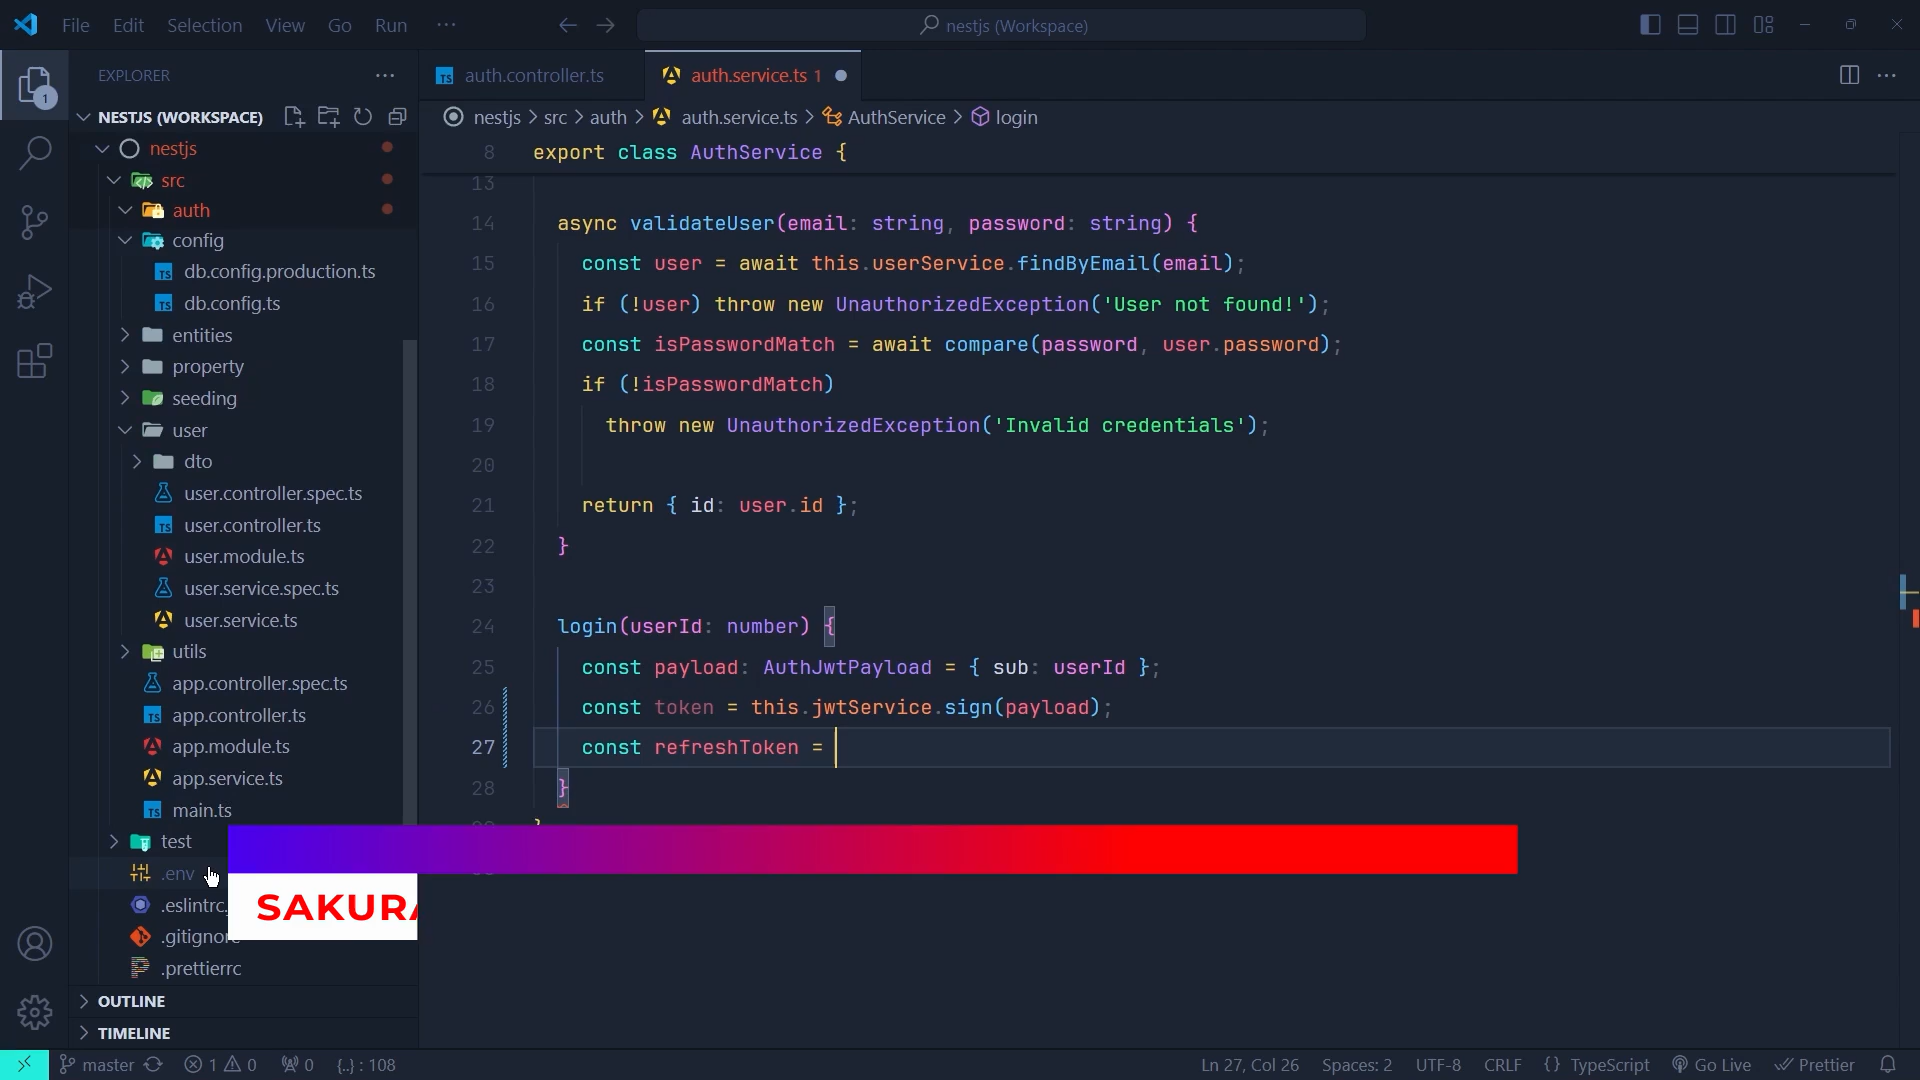 File Edit Selection View Go Run ···
nestjs (Workspace)
EXPLORER ···
auth.controller.ts
auth.service.ts 1
NESTJS (WORKSPACE)
nestjs > src > auth > auth.service.ts > AuthService > login
nestjs
src
auth
config
db.config.production.ts
db.config.ts
entities
property
seeding
user
dto
user.controller.spec.ts
user.controller.ts
user.module.ts
user.service.spec.ts
user.service.ts
utils
app.controller.spec.ts
app.controller.ts
app.module.ts
app.service.ts
main.ts
test
.env
.eslintrc.
.gitignore
.prettierrc
OUTLINE
TIMELINE
8 export class AuthService {
13
14 async validateUser(email: string, password: string) {
15 const user = await this.userService.findByEmail(email);
16 if (!user) throw new UnauthorizedException('User not found!');
17 const isPasswordMatch = await compare(password, user.password);
18 if (!isPasswordMatch)
19 throw new UnauthorizedException('Invalid credentials');
20
21 return { id: user.id };
22 }
23
24 login(userId: number) {
25 const payload: AuthJwtPayload = { sub: userId };
26 const token = this.jwtService.sign(payload);
27 const refreshToken =
28 }
SAKURA
master 1 0 0 {..} : 108
Ln 27, Col 26 Spaces: 2 UTF-8 CRLF {} TypeScript Go Live Prettier